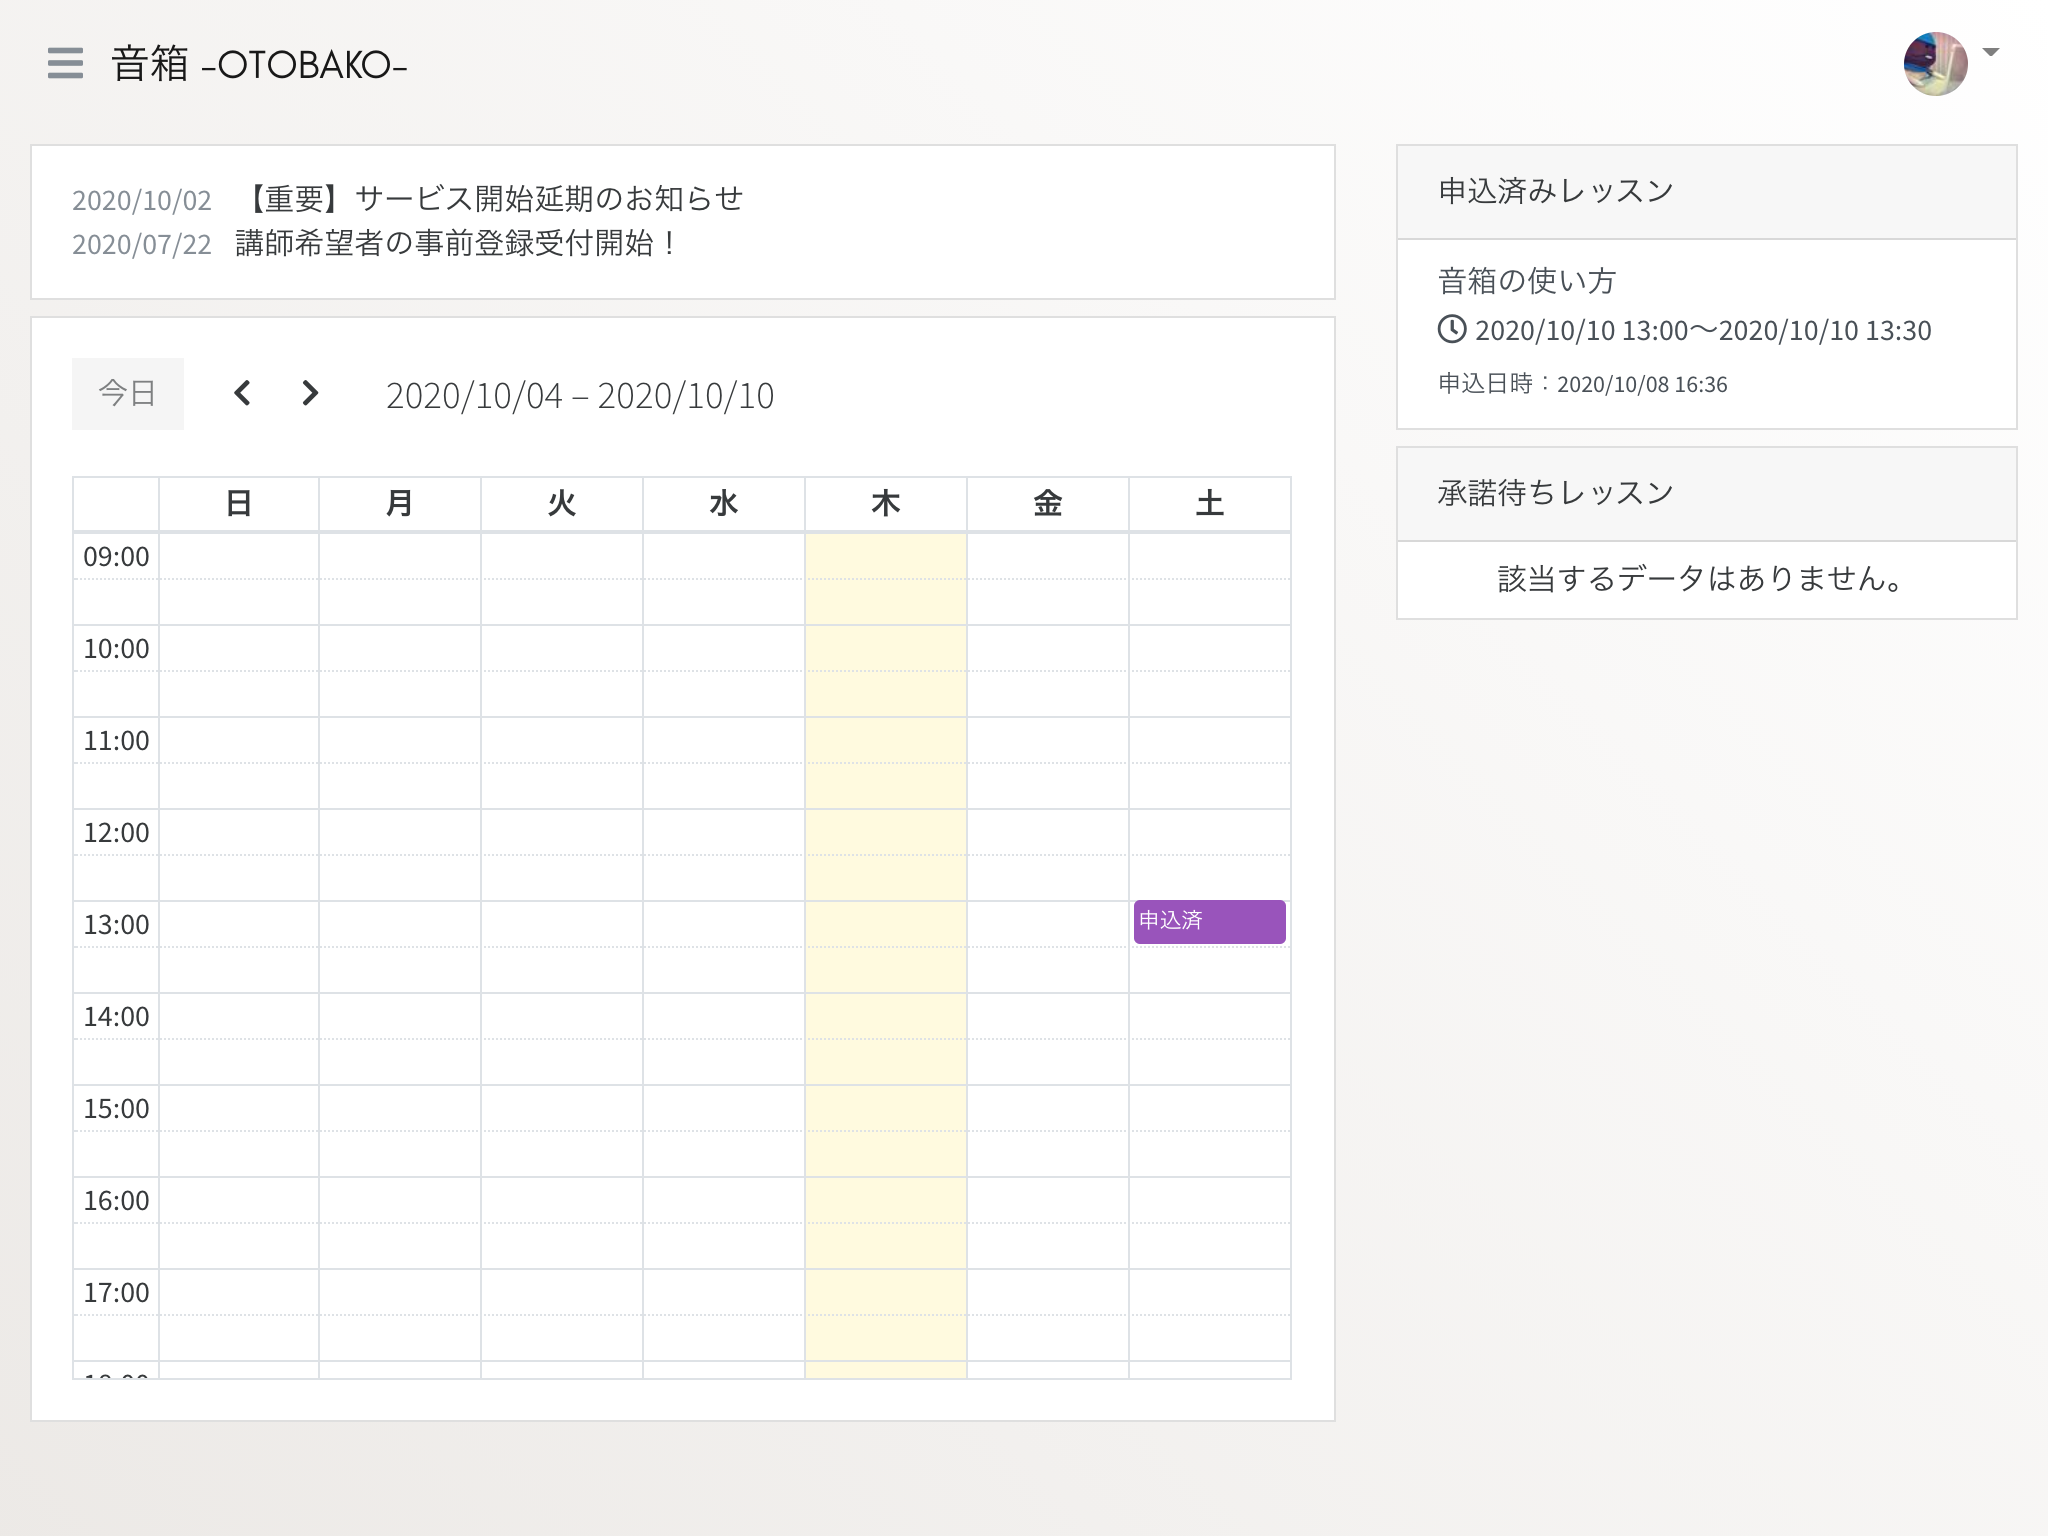 音箱 -OTOBAKO-
2020/10/02 【重要】サービス開始延期のお知らせ
2020/07/22 講師希望者の事前登録受付開始！
今日
2020/10/04 – 2020/10/10
日 月 火 水 木 金 土
09:00
10:00
11:00
12:00
13:00
申込済
14:00
15:00
16:00
17:00
申込済みレッスン
音箱の使い方
2020/10/10 13:00〜2020/10/10 13:30
申込日時：2020/10/08 16:36
承諾待ちレッスン
該当するデータはありません。